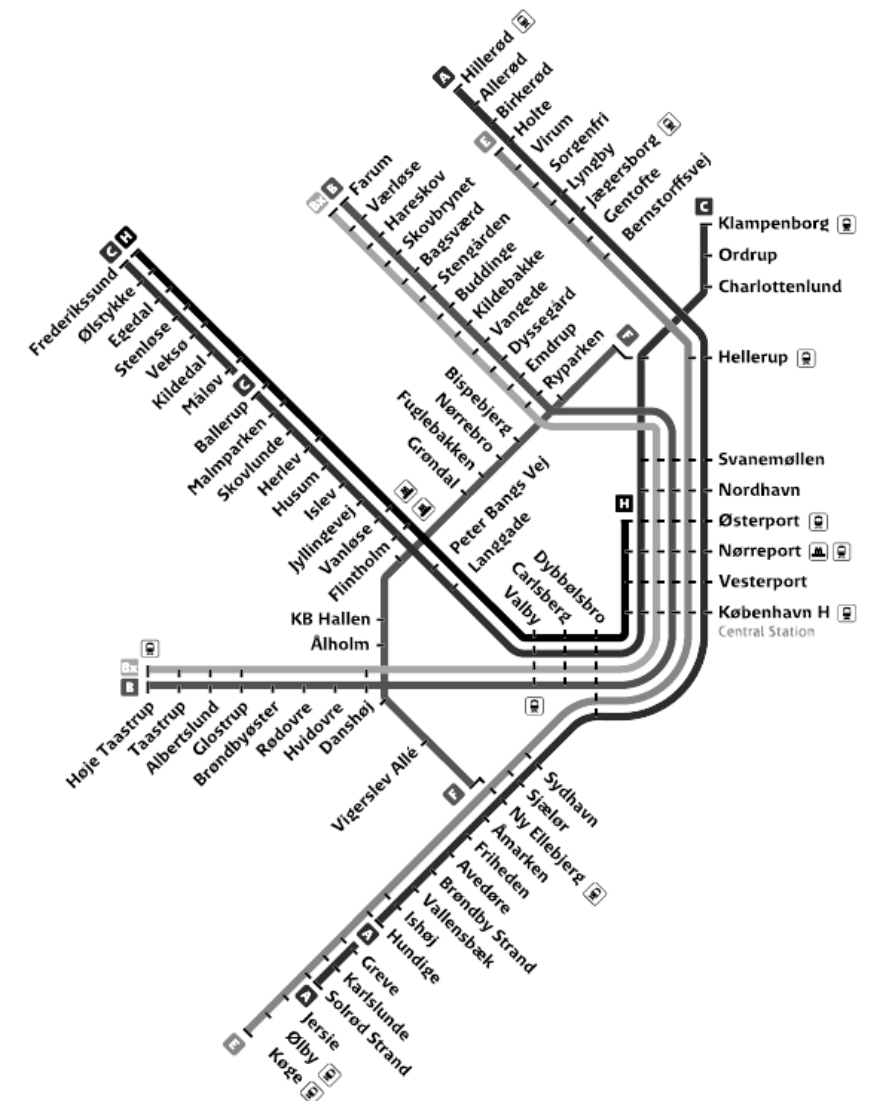 A
Hillerød
Allerød
Birkerød
Holte
E
Virum
Sorgenfri
Lyngby
Jægersborg
Gentofte
Bernstorffsvej
C
Klampenborg
Ordrup
Charlottenlund
Hellerup
Svanemøllen
Nordhavn
H
Østerport
Nørreport
Vesterport
København H
Central Station
Bx
B
Farum
Værløse
Hareskov
Skovbrynet
Bagsværd
Stengården
Buddinge
Kildebakke
Vangede
Dyssegård
Emdrup
Ryparken
F
Bispebjerg
Nørrebro
Fuglebakken
Grøndal
C
H
Frederikssund
Ølstykke
Egedal
Stenløse
Veksø
Kildedal
Måløv
C
Ballerup
Malmparken
Skovlunde
Herlev
Husum
Islev
Jyllingevej
Vanløse
Flintholm
Peter Bangs Vej
Langgade
Valby
Carlsberg
Dybbølsbro
KB Hallen
Ålholm
Bx
B
Høje Taastrup
Taastrup
Albertslund
Glostrup
Brøndbyøster
Rødovre
Hvidovre
Danshøj
Vigerslev Allé
F
Sydhavn
Sjælør
Ny Ellebjerg
Åmarken
Friheden
Avedøre
Brøndby Strand
Vallensbæk
Ishøj
Hundige
A
Greve
Karlslunde
Solrød Strand
A
Jersie
Ølby
Køge
E